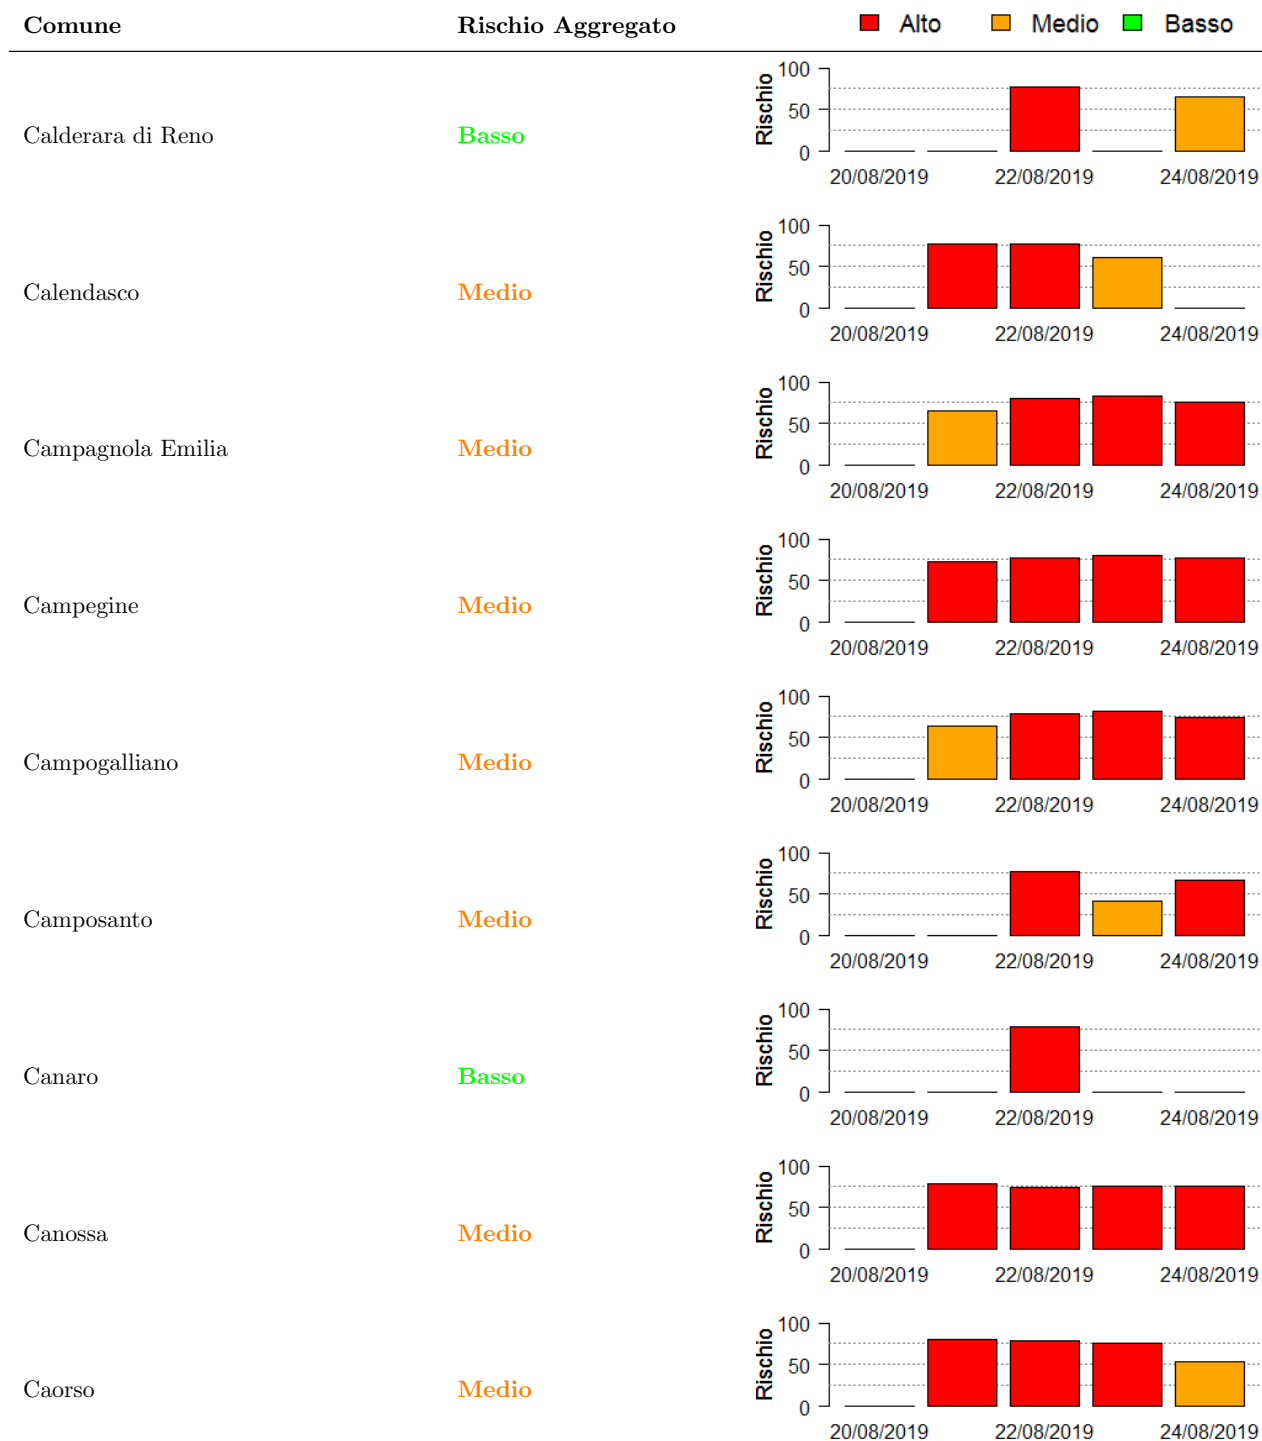 Comune Rischio Aggregato Alto Medio Basso
Calderara di Reno Basso
Rischio
100
50
0
20/08/2019 22/08/2019 24/08/2019
Calendasco Medio
Rischio
100
50
0
20/08/2019 22/08/2019 24/08/2019
Campagnola Emilia Medio
Rischio
100
50
0
20/08/2019 22/08/2019 24/08/2019
Campegine Medio
Rischio
100
50
0
20/08/2019 22/08/2019 24/08/2019
Campogalliano Medio
Rischio
100
50
0
20/08/2019 22/08/2019 24/08/2019
Camposanto Medio
Rischio
100
50
0
20/08/2019 22/08/2019 24/08/2019
Canaro Basso
Rischio
100
50
0
20/08/2019 22/08/2019 24/08/2019
Canossa Medio
Rischio
100
50
0
20/08/2019 22/08/2019 24/08/2019
Caorso Medio
Rischio
100
50
0
20/08/2019 22/08/2019 24/08/2019